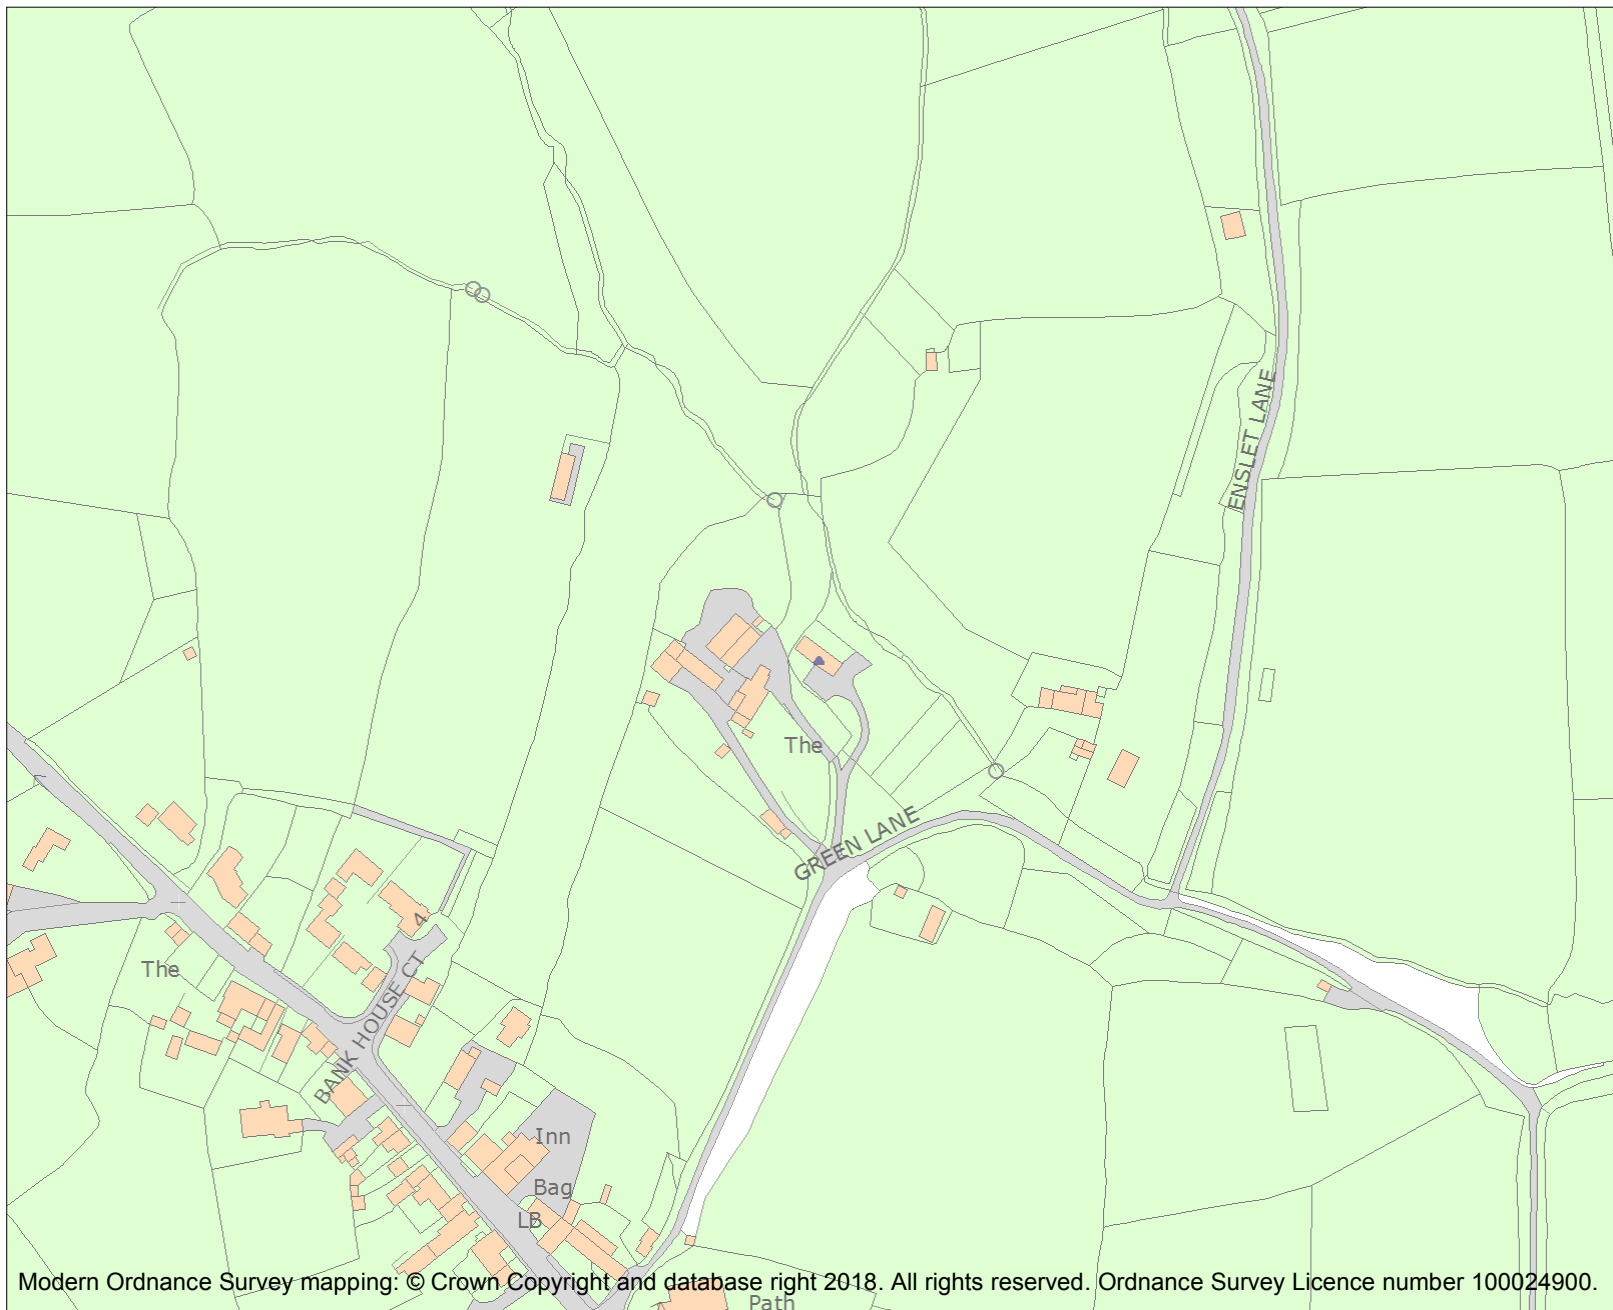 ENSLET LANE
The
GREEN LANE
4
The
BANK HOUSE CT
Inn
Bag
LB
Modern Ordnance Survey mapping: © Crown Copyright and database right 2018. All rights reserved. Ordnance Survey Licence number 100024900.
Path